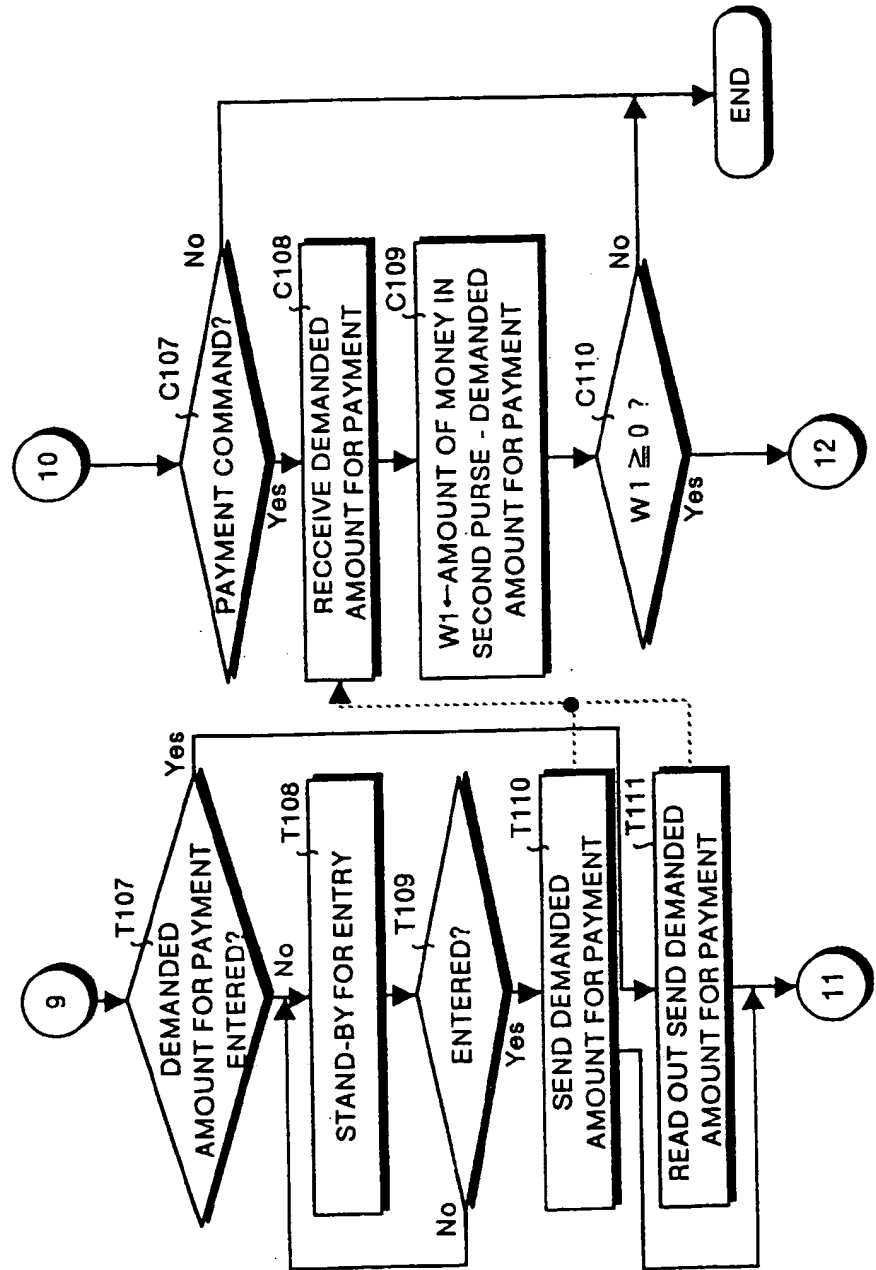 9
T107
DEMANDED
AMOUNT FOR PAYMENT
ENTERED?
Yes
No
T108
STAND-BY FOR ENTRY
T109
ENTERED?
No
Yes
T110
SEND DEMANDED
AMOUNT FOR PAYMENT
T111
READ OUT SEND DEMANDED
AMOUNT FOR PAYMENT
11
10
C107
PAYMENT COMMAND?
No
Yes
C108
RECCEIVE DEMANDED
AMOUNT FOR PAYMENT
C109
W1←AMOUNT OF MONEY IN
SECOND PURSE - DEMANDED
AMOUNT FOR PAYMENT
C110
W1 ≧ 0 ?
No
Yes
12
END